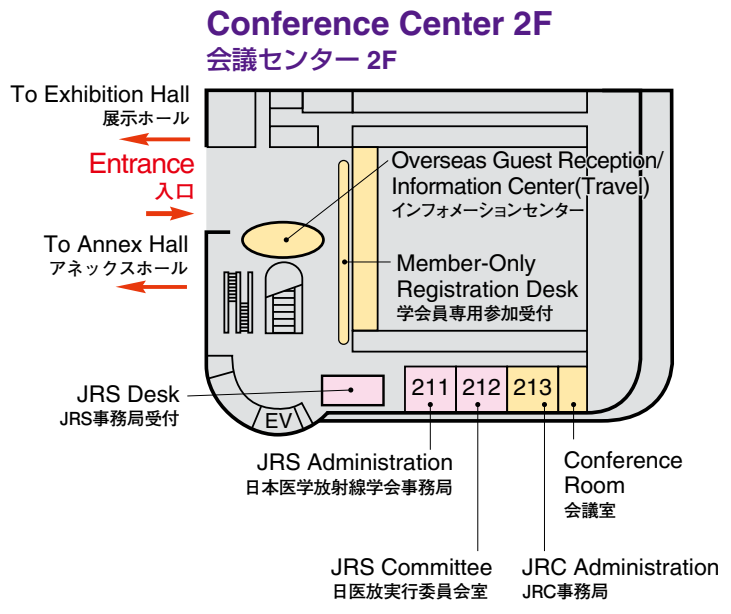 Conference Center 2F
会議センター 2F
To Exhibition Hall
展示ホール
Entrance
入口
To Annex Hall
アネックスホール
Overseas Guest Reception/
Information Center(Travel)
インフォメーションセンター
Member-Only
Registration Desk
学会員専用参加受付
JRS Desk
JRS事務局受付
EV
211
212
213
JRS Administration
日本医学放射線学会事務局
Conference
Room
会議室
JRS Committee
日医放実行委員会室
JRC Administration
JRC事務局